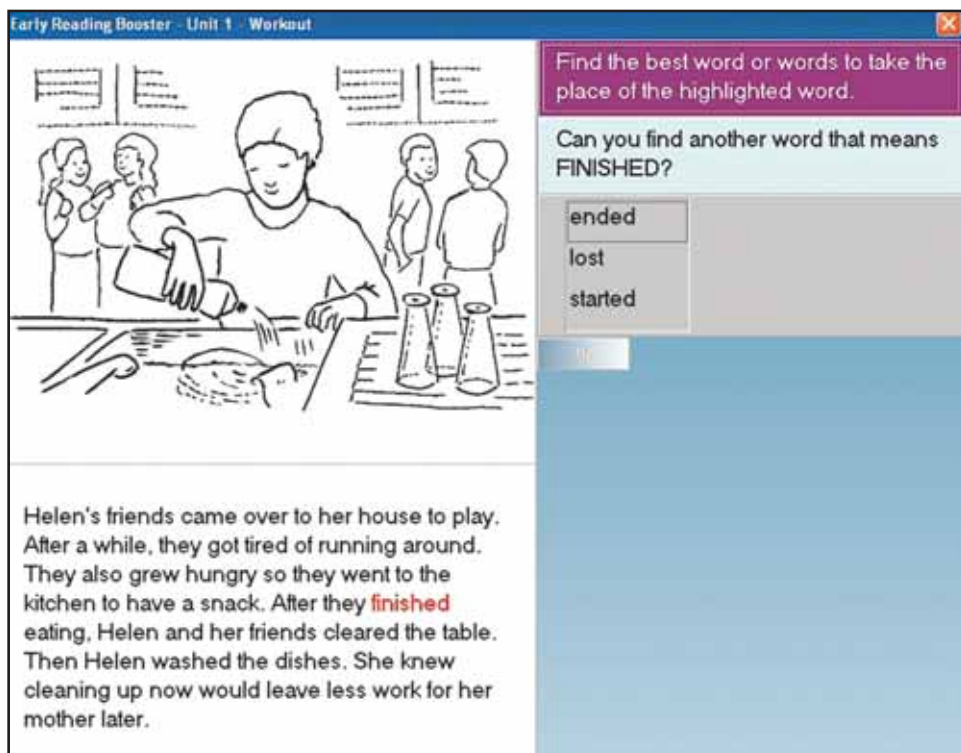 Early Reading Booster - Unit 1 - Workout
Find the best word or words to take the
place of the highlighted word.
Can you find another word that means
FINISHED?
ended
lost
started
Helen's friends came over to her house to play.
After a while, they got tired of running around.
They also grew hungry so they went to the
kitchen to have a snack. After they finished
eating, Helen and her friends cleared the table.
Then Helen washed the dishes. She knew
cleaning up now would leave less work for her
mother later.